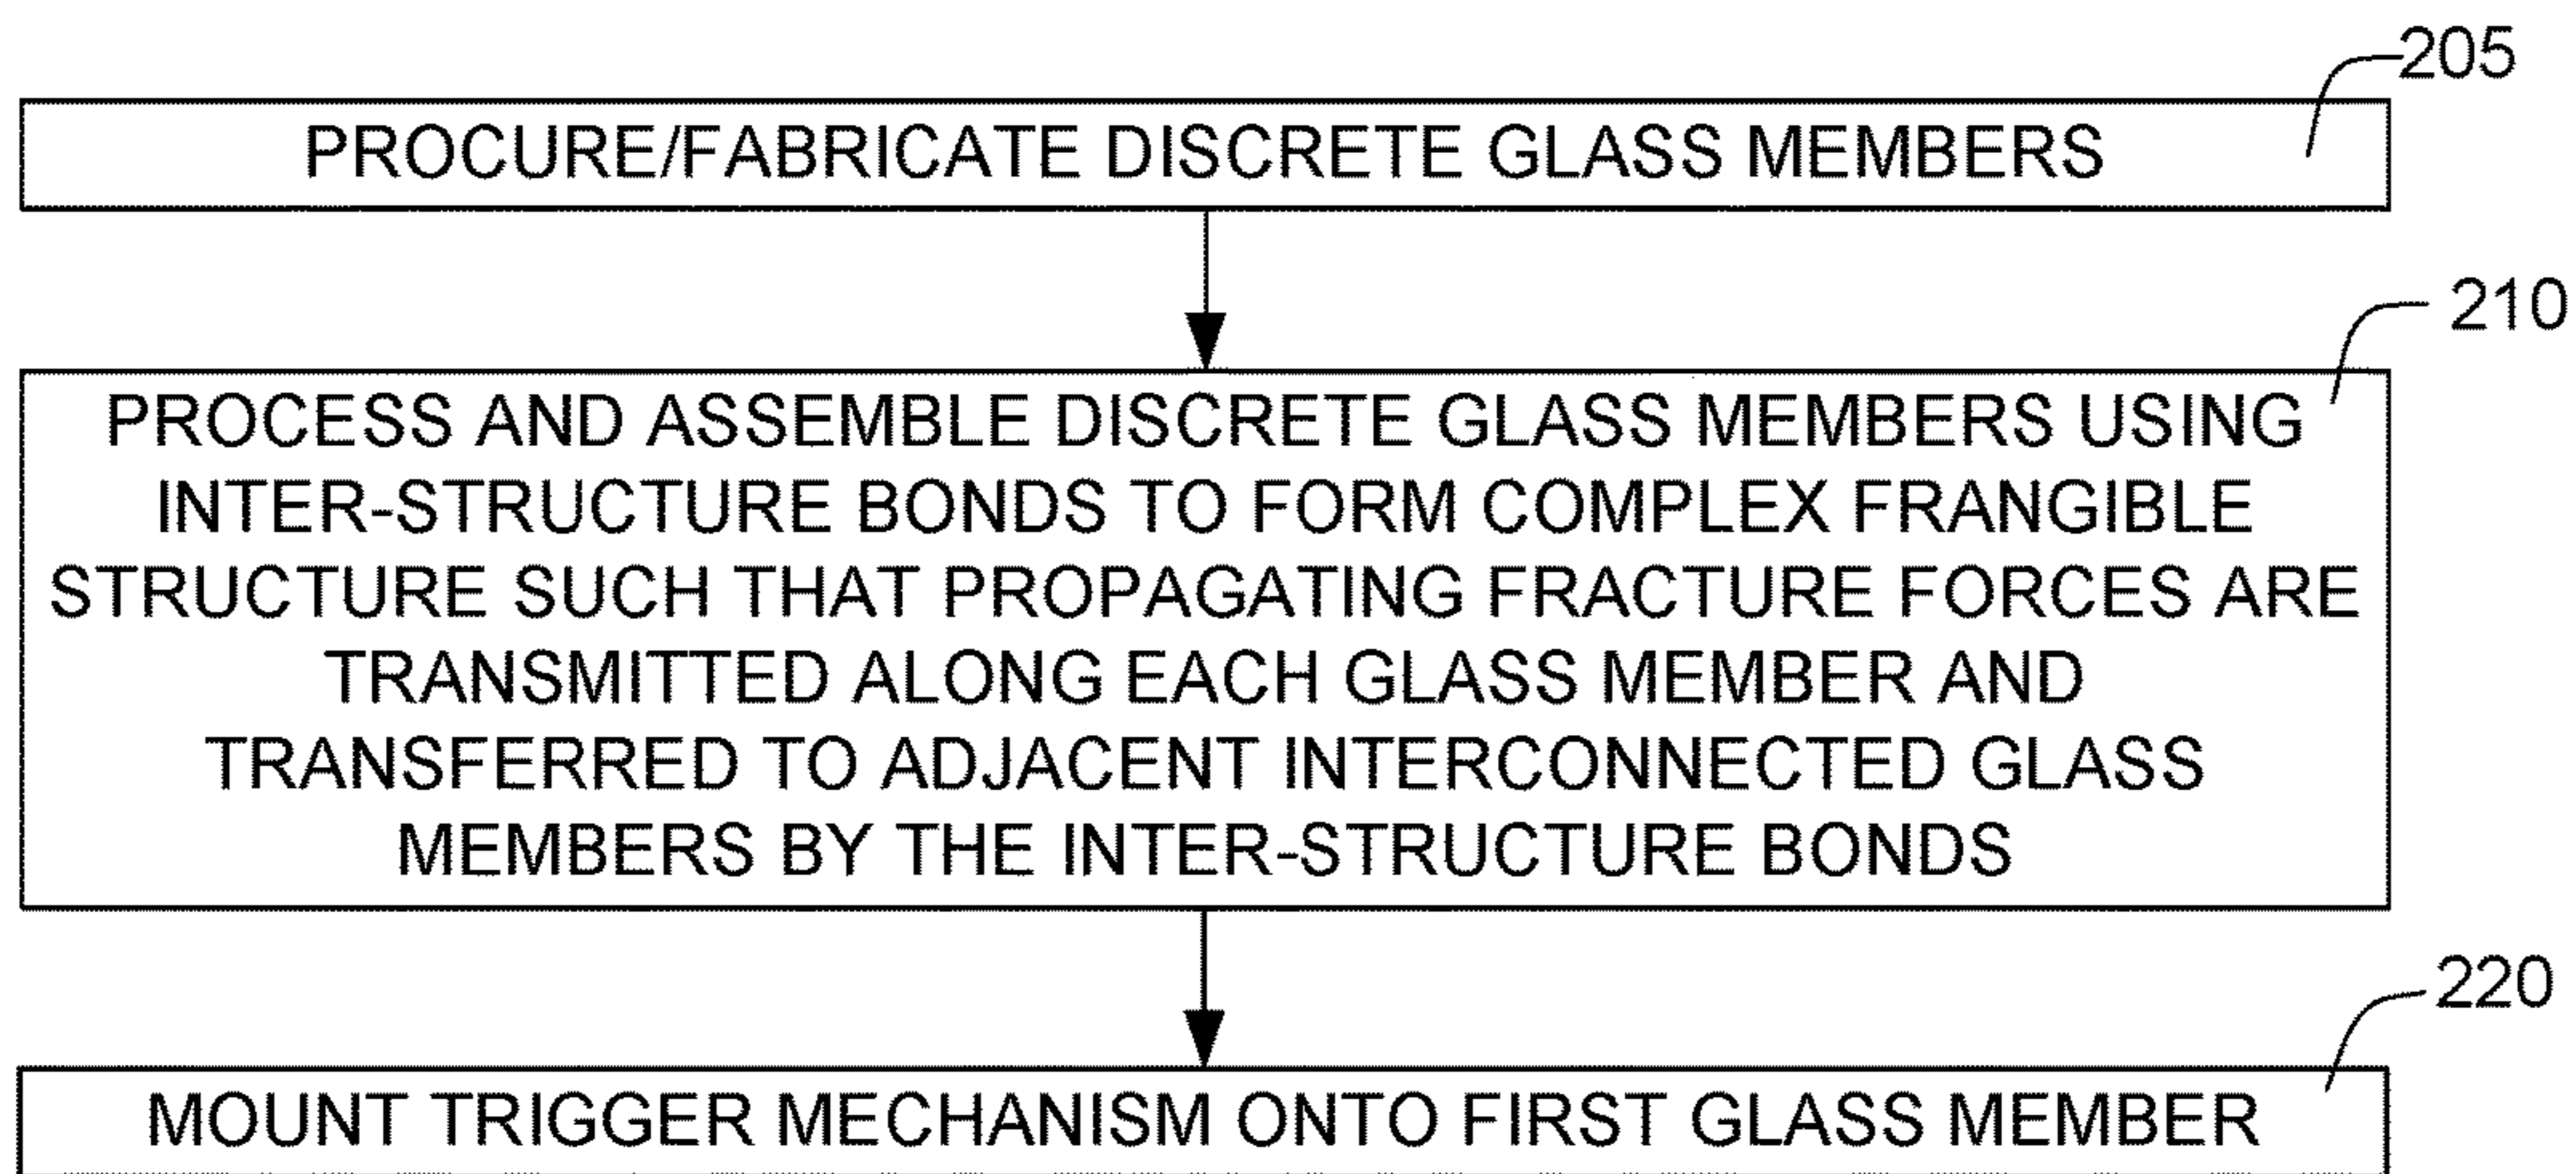 205
PROCURE/FABRICATE DISCRETE GLASS MEMBERS
210
PROCESS AND ASSEMBLE DISCRETE GLASS MEMBERS USING
INTER-STRUCTURE BONDS TO FORM COMPLEX FRANGIBLE
STRUCTURE SUCH THAT PROPAGATING FRACTURE FORCES ARE
TRANSMITTED ALONG EACH GLASS MEMBER AND
TRANSFERRED TO ADJACENT INTERCONNECTED GLASS
MEMBERS BY THE INTER-STRUCTURE BONDS
220
MOUNT TRIGGER MECHANISM ONTO FIRST GLASS MEMBER